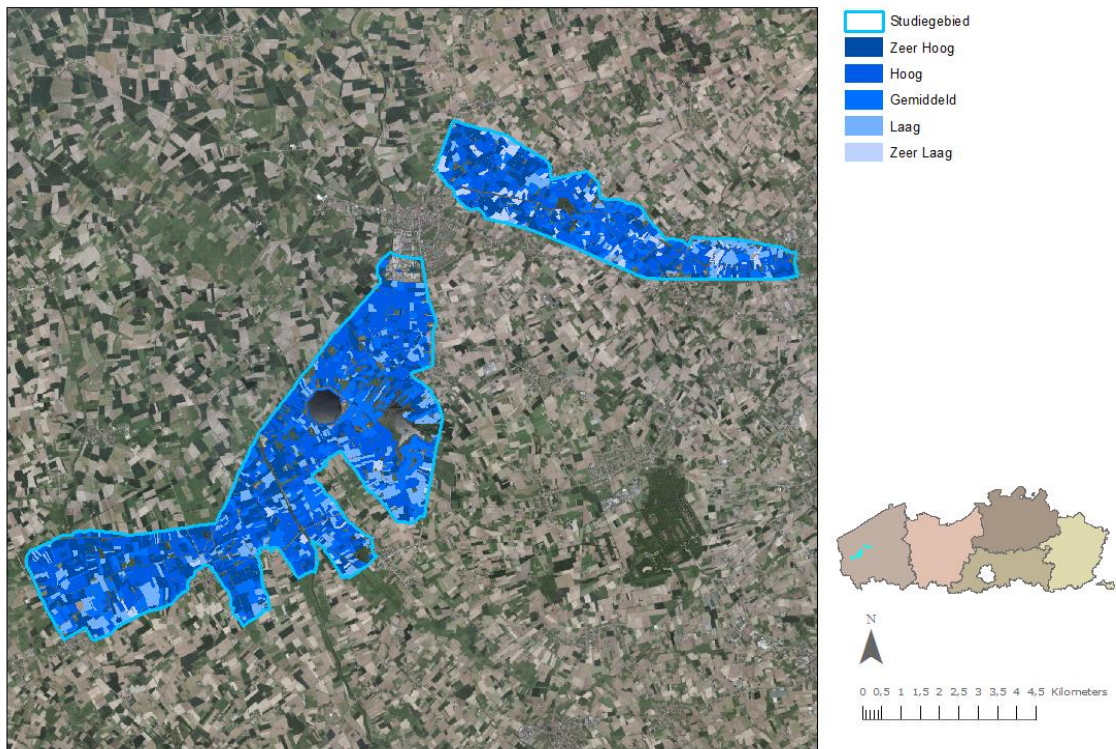 Studiegebied
Zeer Hoog
Hoog
Gemiddeld
Laag
Zeer Laag
N
0 0,5 1 1,5 2 2,5 3 3,5 4 4,5 Kilometers